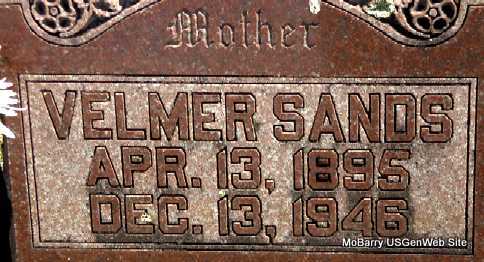 Mother
VELMER SANDS
APR. 13, 1895
DEC. 13, 1946
MoBarry USGenWeb Site